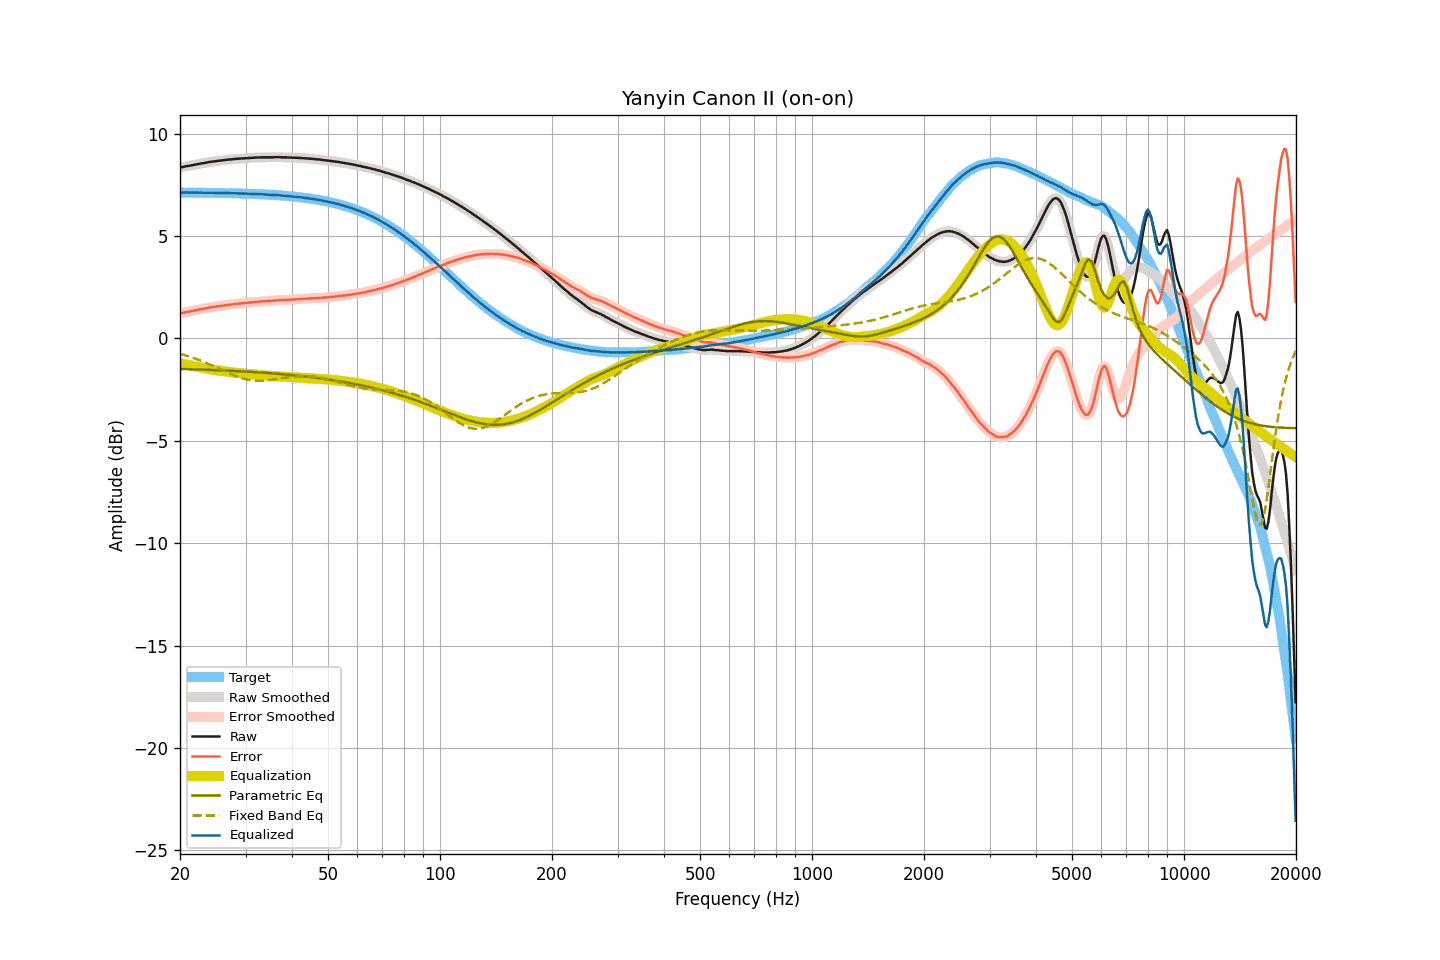 Yanyin Canon II (on-on)
10
5
0
−5
−10
−15
−20
−25
Amplitude (dBr)
Target
Raw Smoothed
Error Smoothed
Raw
Error
Equalization
Parametric Eq
Fixed Band Eq
Equalized
20 50 100 200 500 1000 2000 5000 10000 20000
Frequency (Hz)